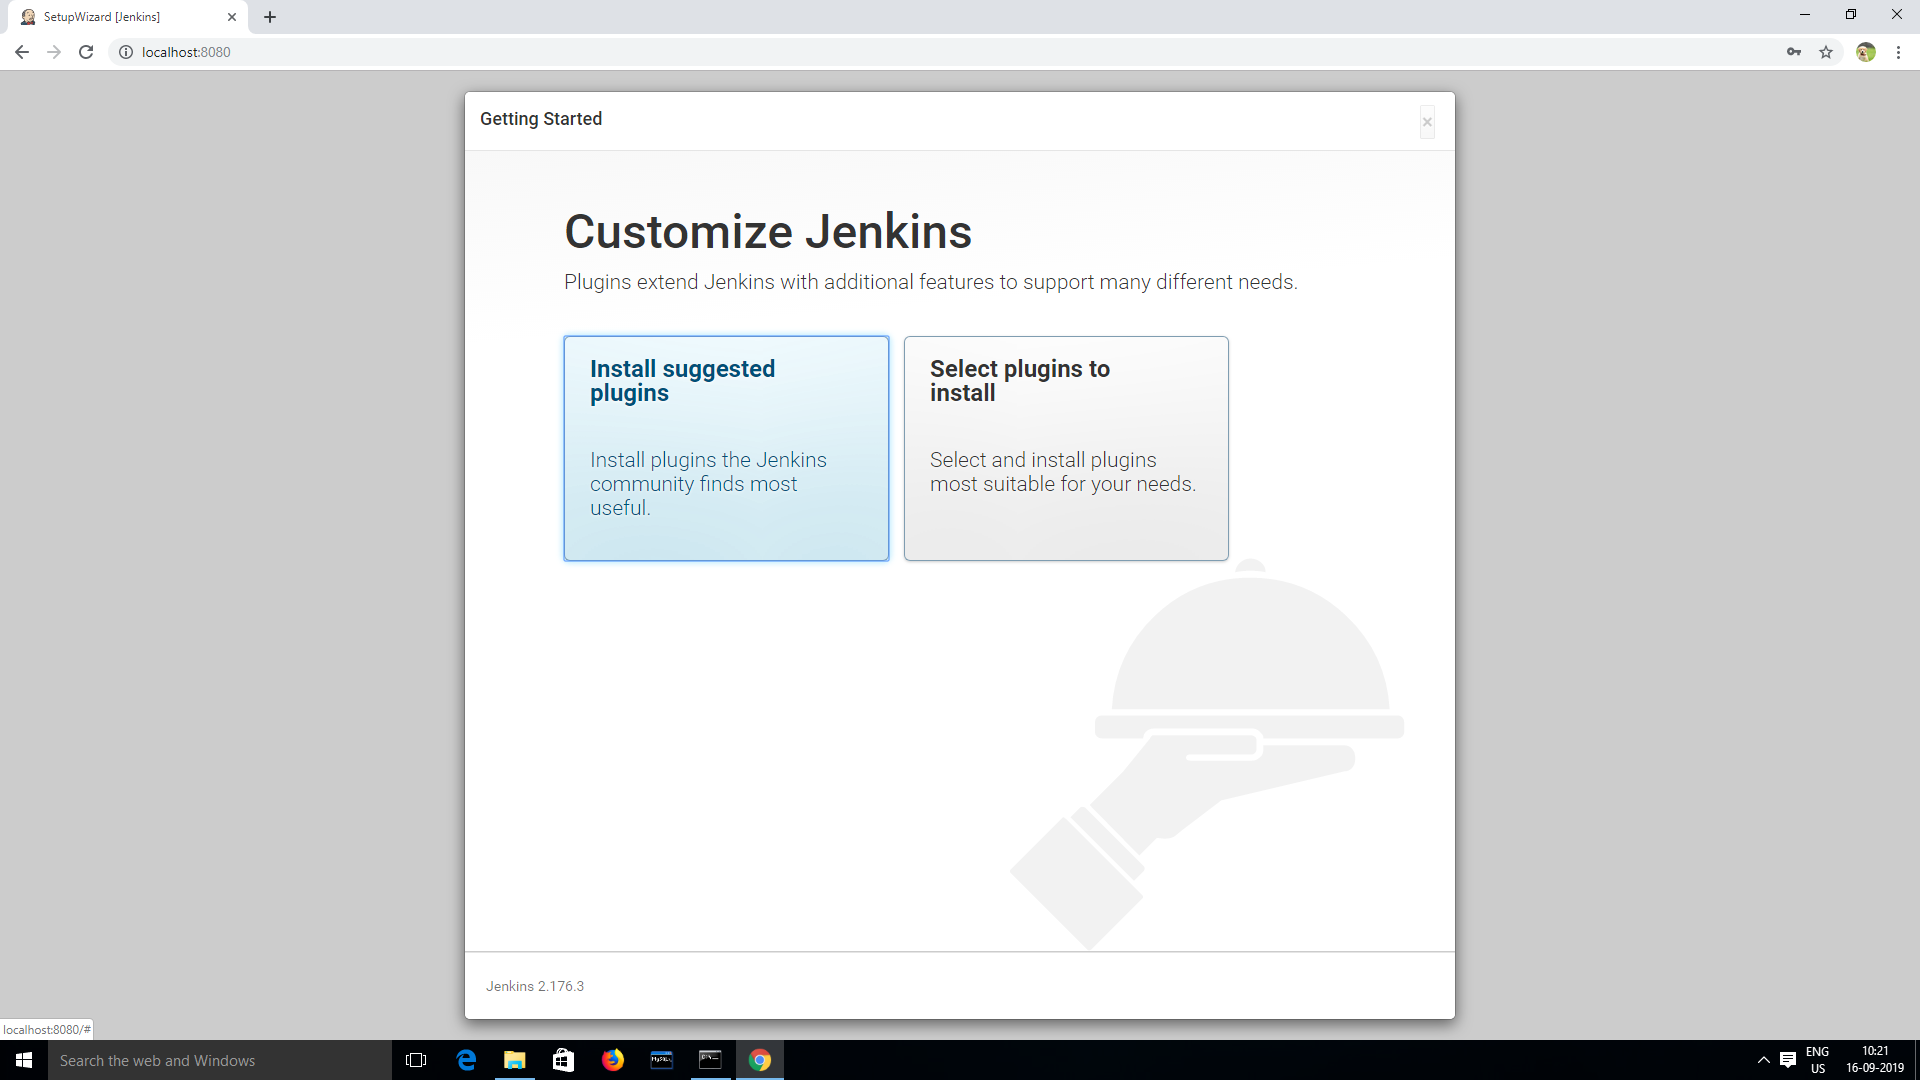 SetupWizard [Jenkins]
localhost:8080
Getting Started
Customize Jenkins
Plugins extend Jenkins with additional features to support many different needs.
Install suggested
plugins
Install plugins the Jenkins
community finds most
useful.
Select plugins to
install
Select and install plugins
most suitable for your needs.
Jenkins 2.176.3
localhost:8080/#
Search the web and Windows
ENG
US
10:21
16-09-2019